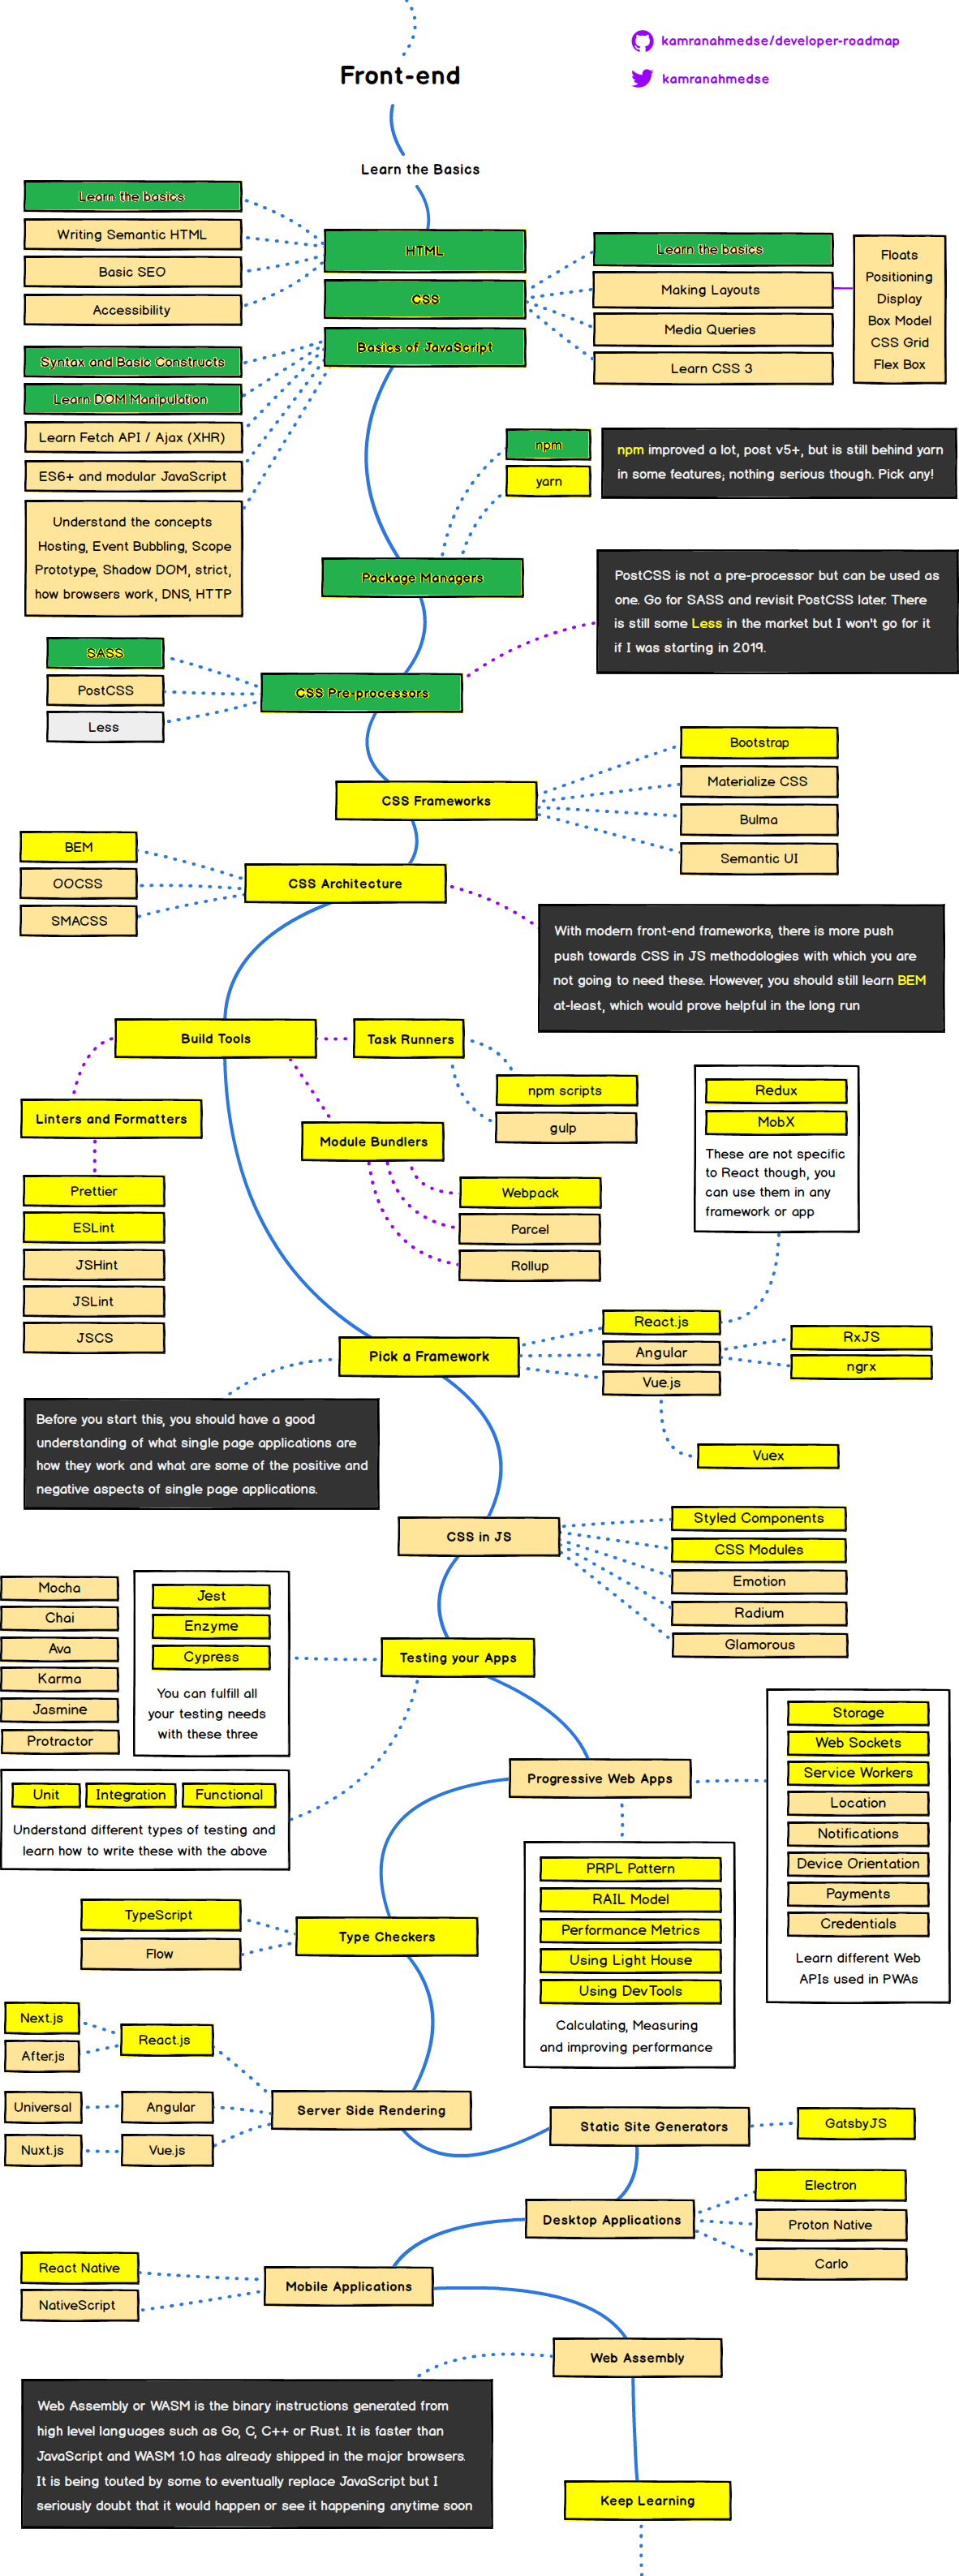 kamranahmedse/developer-roadmap
Front-end
kamranahmedse
Learn the Basics
Learn the basics
Writing Semantic HTML
Basic SEO
Accessibility
HTML
CSS
Basics of JavaScript
Learn the basics
Making Layouts
Media Queries
Learn CSS 3
Floats
Positioning
Display
Box Model
CSS Grid
Flex Box
Syntax and Basic Constructs
Learn DOM Manipulation
Learn Fetch API / Ajax (XHR)
ES6+ and modular JavaScript
Understand the concepts
Hosting, Event Bubbling, Scope
Prototype, Shadow DOM, strict,
how browsers work, DNS, HTTP
npm
yarn
npm improved a lot, post v5+, but is still behind yarn
in some features; nothing serious though. Pick any!
Package Managers
PostCSS is not a pre-processor but can be used as
one. Go for SASS and revisit PostCSS later. There
is still some Less in the market but I won't go for it
if I was starting in 2019.
SASS
PostCSS
Less
CSS Pre-processors
CSS Frameworks
Bootstrap
Materialize CSS
Bulma
Semantic UI
BEM
OOCSS
SMACSS
CSS Architecture
With modern front-end frameworks, there is more push
push towards CSS in JS methodologies with which you are
not going to need these. However, you should still learn BEM
at-least, which would prove helpful in the long run
Build Tools
Task Runners
npm scripts
gulp
Linters and Formatters
Module Bundlers
Prettier
ESLint
JSHint
JSLint
JSCS
Webpack
Parcel
Rollup
Redux
MobX
These are not specific
to React though, you
can use them in any
framework or app
Pick a Framework
React.js
Angular
Vue.js
RxJS
ngrx
Vuex
Before you start this, you should have a good
understanding of what single page applications are
how they work and what are some of the positive and
negative aspects of single page applications.
CSS in JS
Styled Components
CSS Modules
Emotion
Radium
Glamorous
Mocha
Chai
Ava
Karma
Jasmine
Protractor
Jest
Enzyme
Cypress
You can fulfill all
your testing needs
with these three
Testing your Apps
Unit
Integration
Functional
Understand different types of testing and
learn how to write these with the above
Progressive Web Apps
Storage
Web Sockets
Service Workers
Location
Notifications
Device Orientation
Payments
Credentials
Learn different Web
APIs used in PWAs
PRPL Pattern
RAIL Model
Performance Metrics
Using Light House
Using DevTools
Calculating, Measuring
and improving performance
TypeScript
Flow
Type Checkers
Next.js
After.js
React.js
Universal
Angular
Nuxt.js
Vue.js
Server Side Rendering
Static Site Generators
GatsbyJS
Desktop Applications
Electron
Proton Native
Carlo
React Native
NativeScript
Mobile Applications
Web Assembly
Web Assembly or WASM is the binary instructions generated from
high level languages such as Go, C, C++ or Rust. It is faster than
JavaScript and WASM 1.0 has already shipped in the major browsers.
It is being touted by some to eventually replace JavaScript but I
seriously doubt that it would happen or see it happening anytime soon
Keep Learning